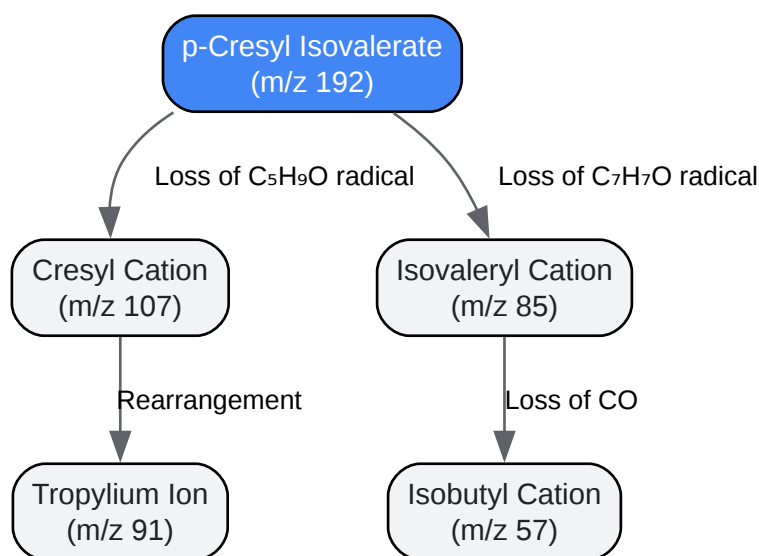 p-Cresyl Isovalerate
(m/z 192)
Loss of C₅H₉O radical
Loss of C₇H₇O radical
Cresyl Cation
(m/z 107)
Isovaleryl Cation
(m/z 85)
Rearrangement
Loss of CO
Tropylium Ion
(m/z 91)
Isobutyl Cation
(m/z 57)